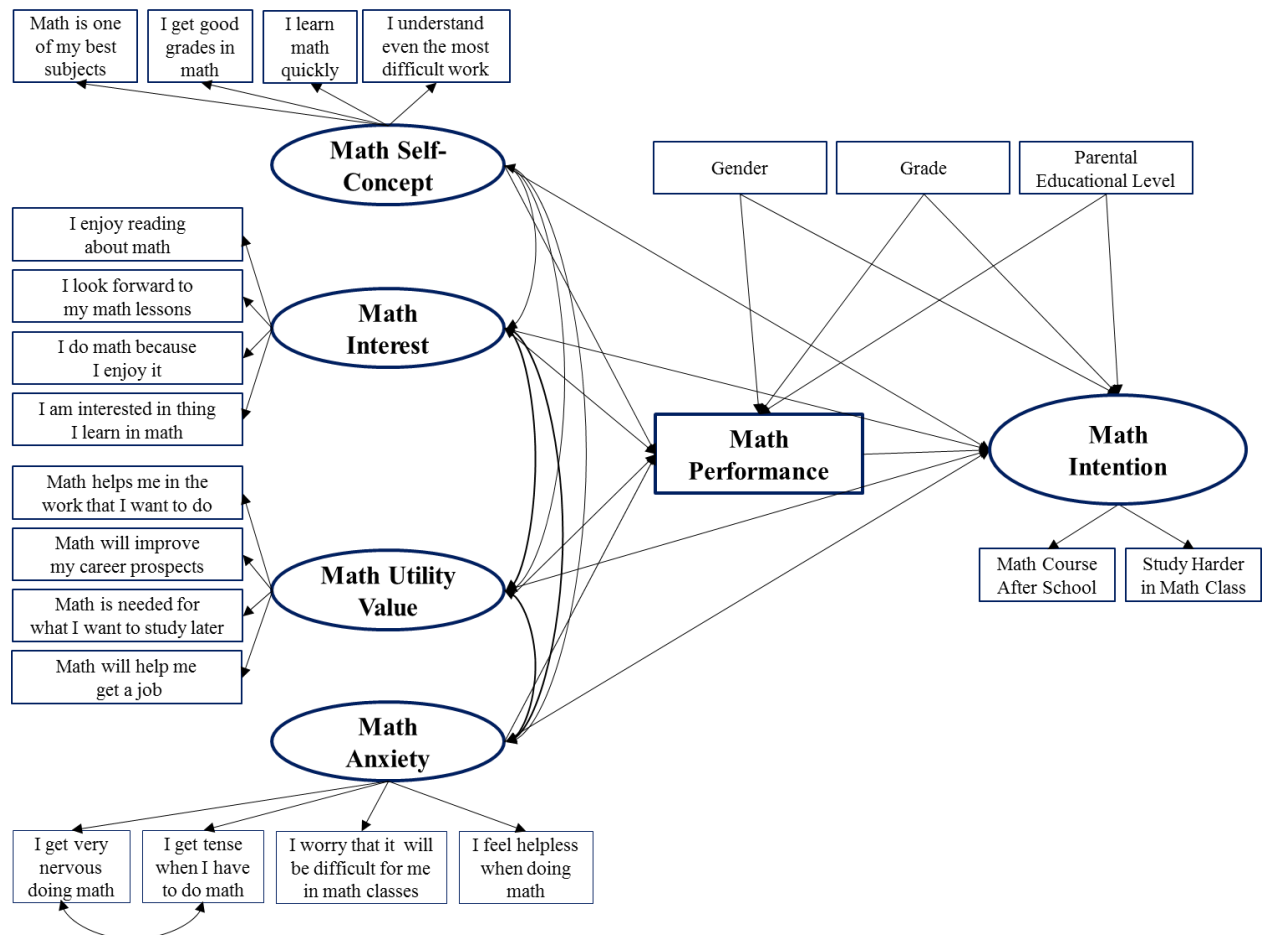 Math is one
of my best
subjects
I get good
grades in
math
I learn
math
quickly
I understand
even the most
difficult work
Math Self-
Concept
Gender
Grade
Parental
Educational Level
I enjoy reading
about math
I look forward to
my math lessons
I do math because
I enjoy it
I am interested in thing
I learn in math
Math
Interest
Math
Performance
Math
Intention
Math helps me in the
work that I want to do
Math will improve
my career prospects
Math is needed for
what I want to study later
Math will help me
get a job
Math Utility
Value
Math Course
After School
Study Harder
in Math Class
Math
Anxiety
I get very
nervous
doing math
I get tense
when I have
to do math
I worry that it will
be difficult for me
in math classes
I feel helpless
when doing
math